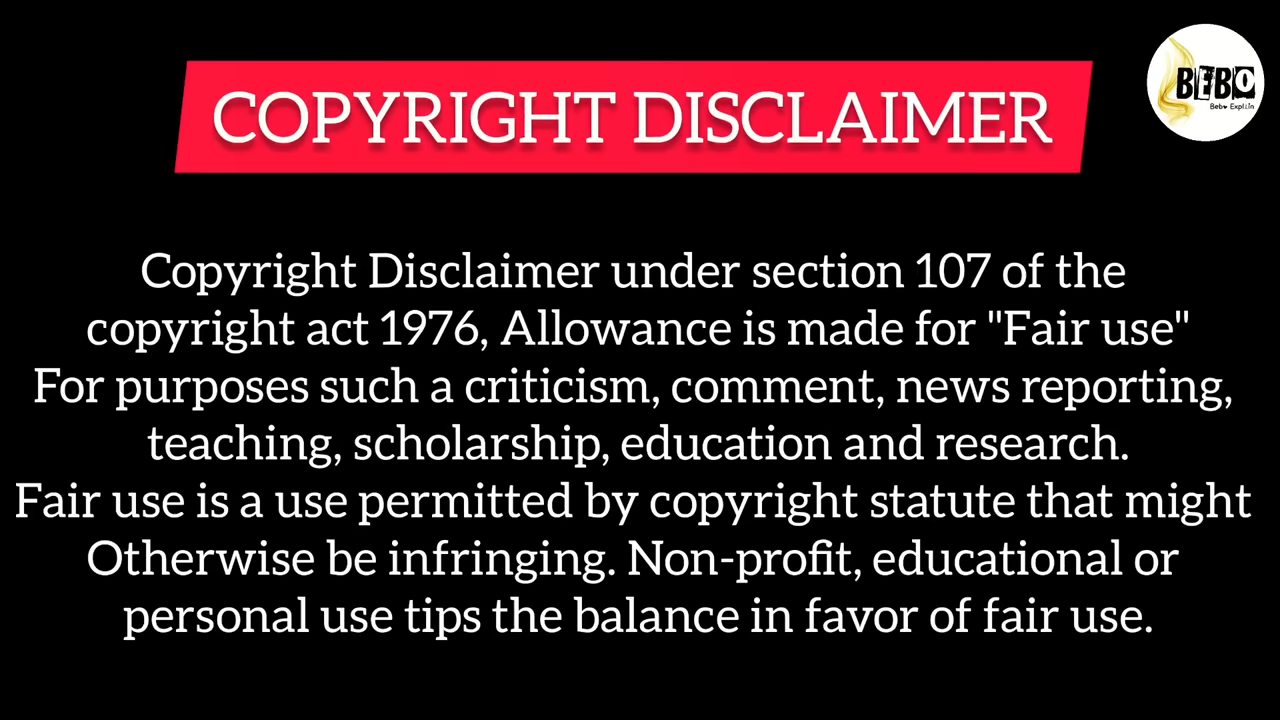 COPYRIGHT DISCLAIMER
BEBO
Bebo Explain
Copyright Disclaimer under section 107 of the
copyright act 1976, Allowance is made for "Fair use"
For purposes such a criticism, comment, news reporting,
teaching, scholarship, education and research.
Fair use is a use permitted by copyright statute that might
Otherwise be infringing. Non-profit, educational or
personal use tips the balance in favor of fair use.